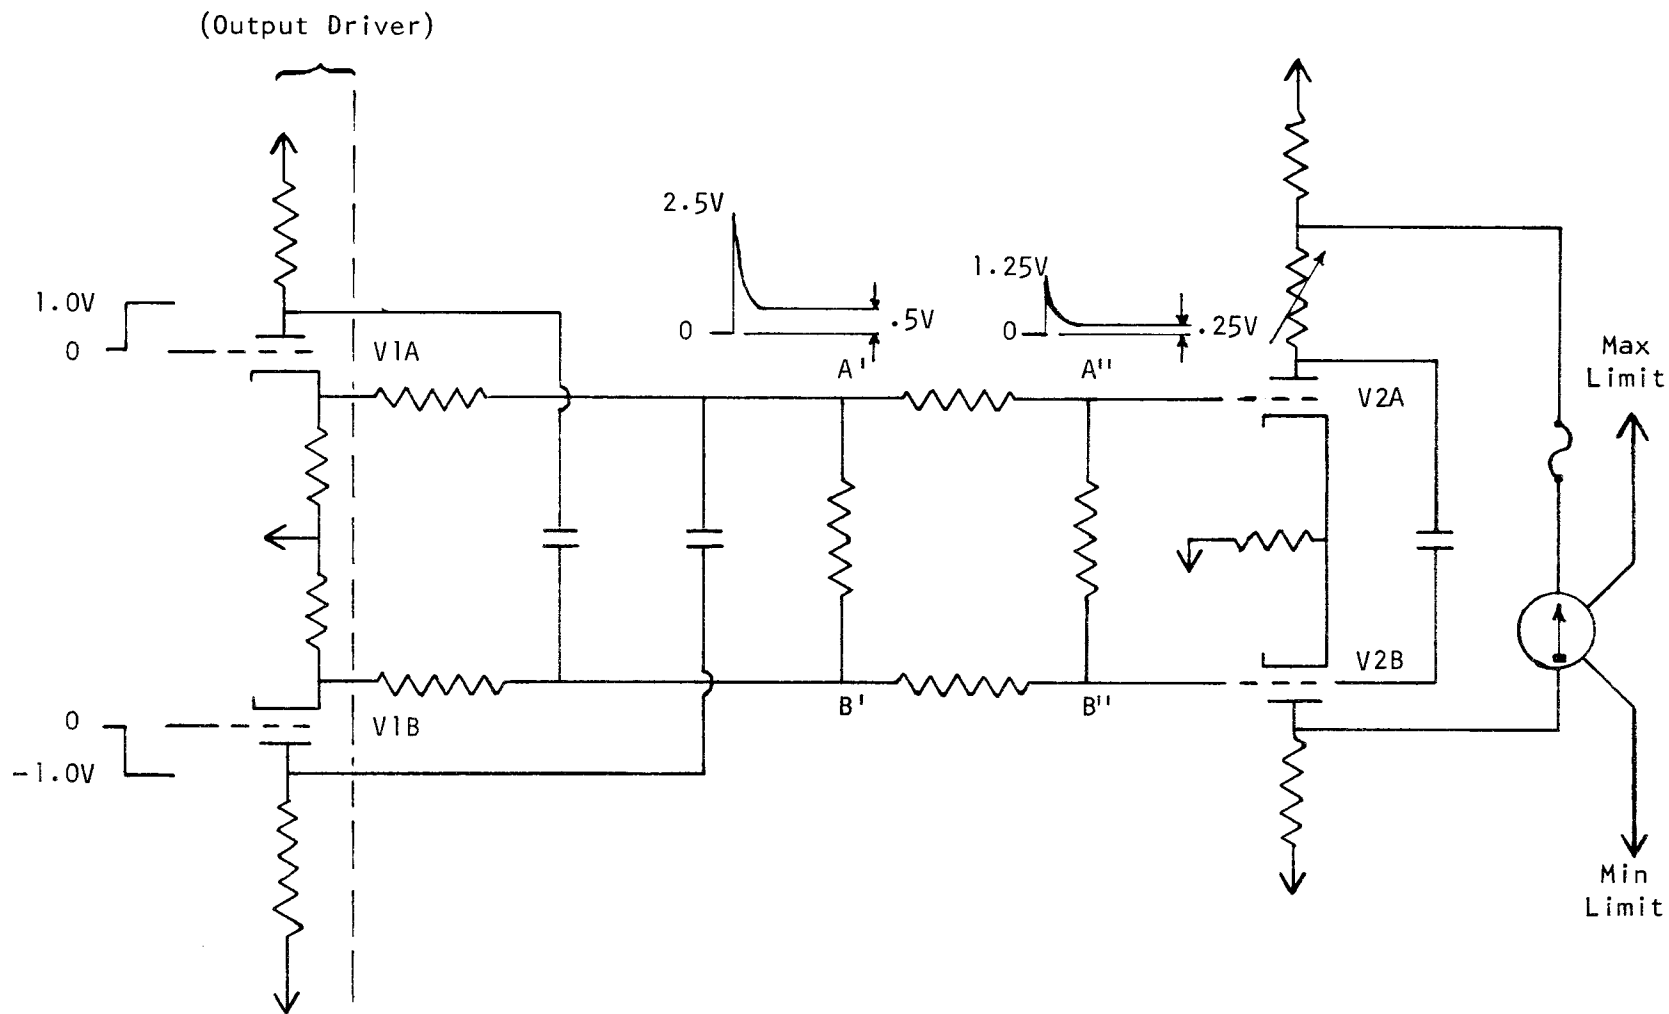 (Output Driver)
2.5V
1.25V
1.0V
0
0
.5V
0
.25V
V1A
A'
A"
V2A
Max
Limit
V2B
B'
B"
0
V1B
-1.0V
Min
Limit